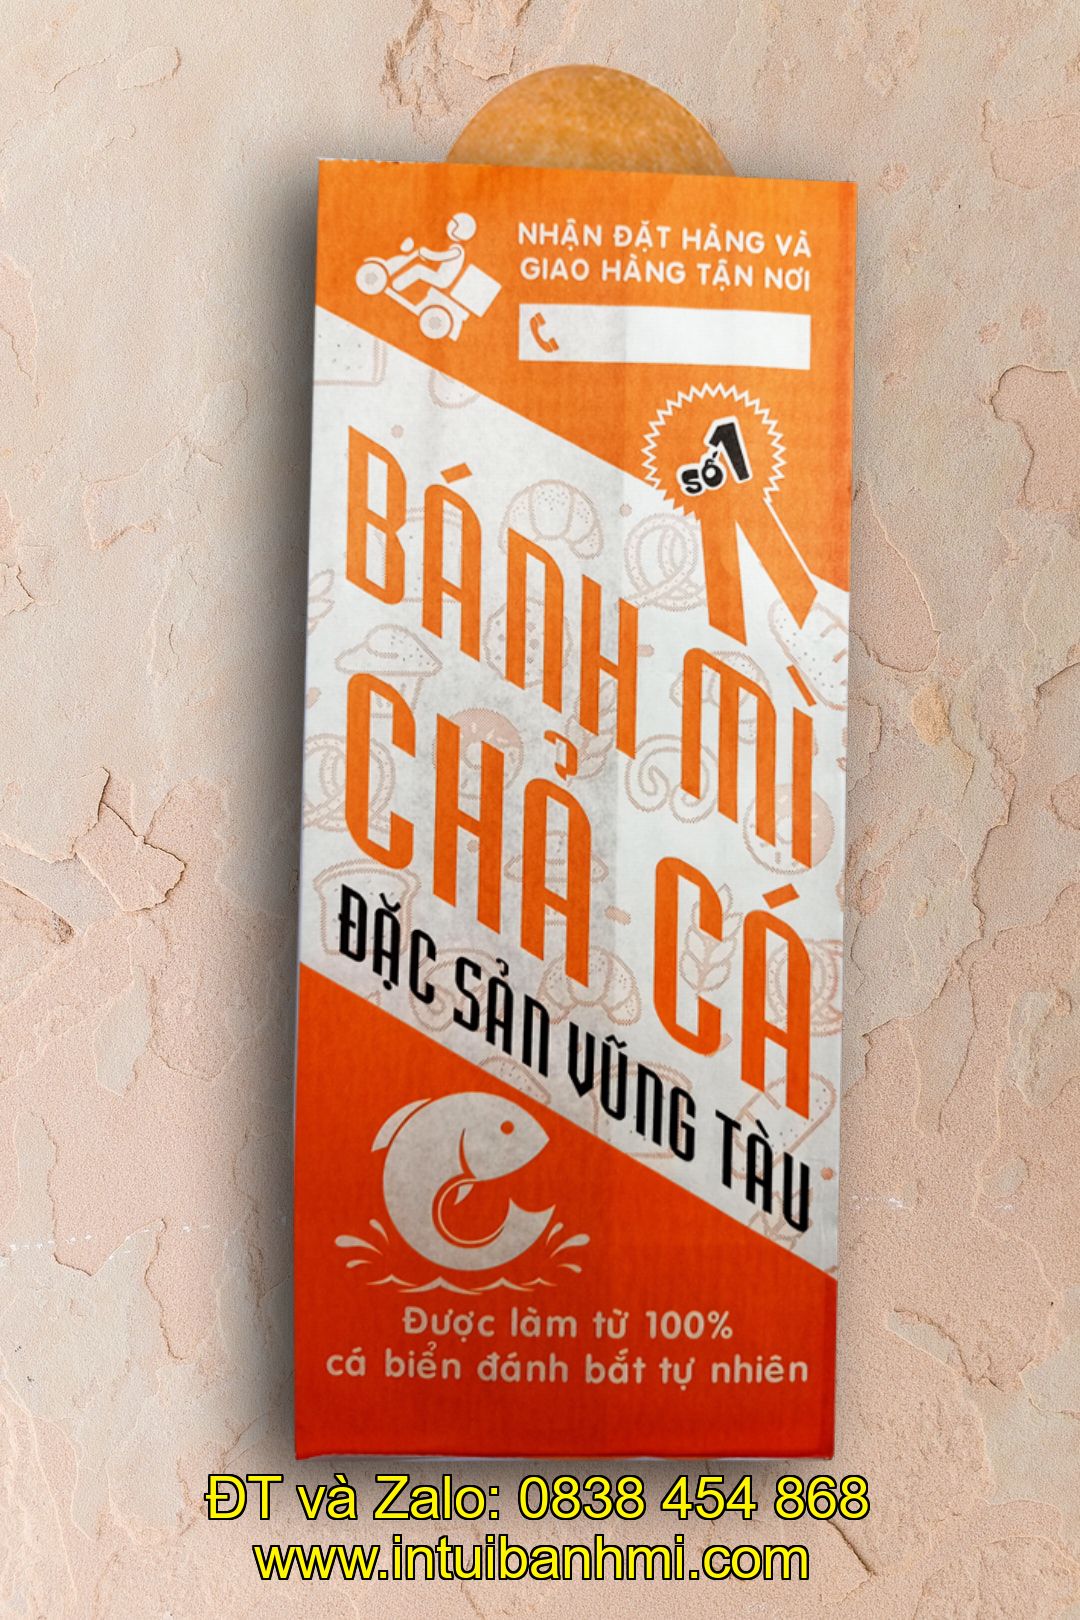 NHẬN ĐẶT HÀNG VÀ
GIAO HÀNG TẬN NƠI
SỐ 1
BÁNH MÌ
CHẢ CÁ
ĐẶC SẢN VŨNG TÀU
Được làm từ 100%
cá biển đánh bắt tự nhiên
ĐT và Zalo: 0838 454 868
www.intuibanhmi.com